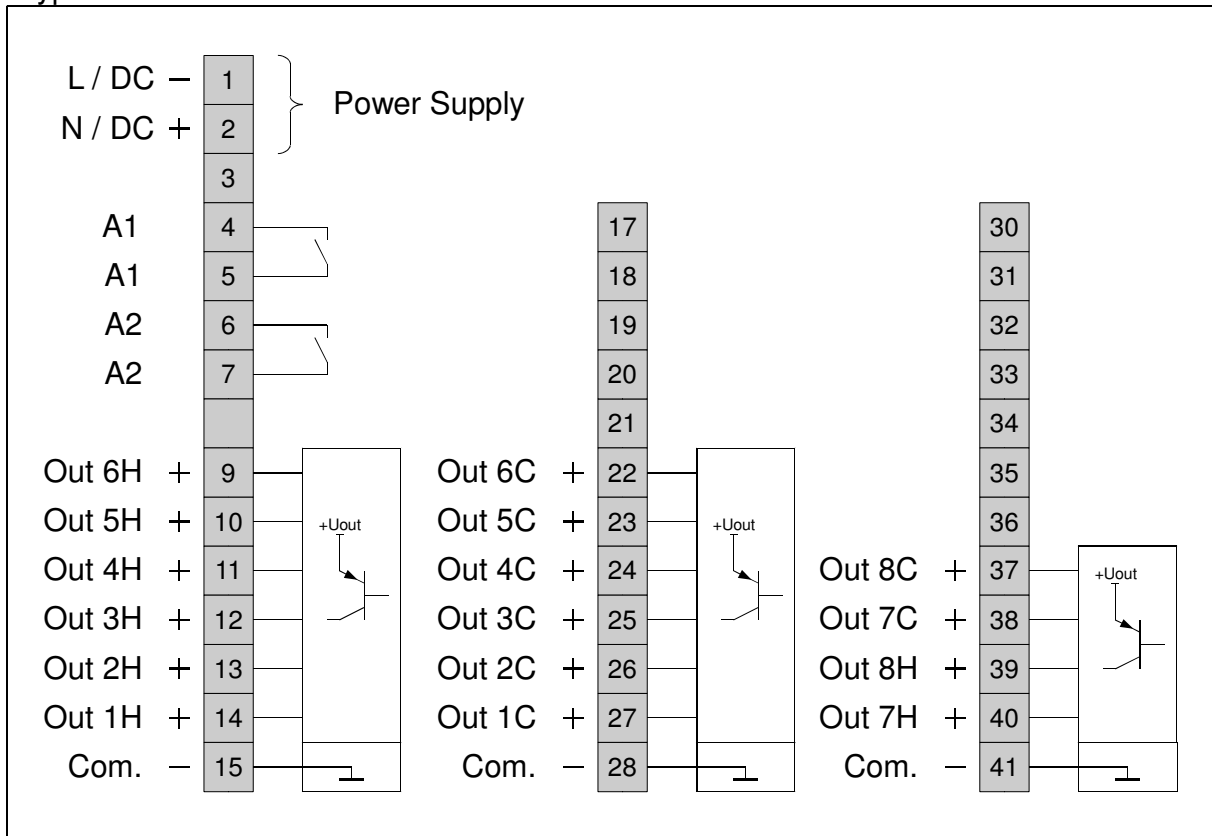 L / DC − 1
N / DC + 2
Power Supply
3
A1 4
A1 5
A2 6
A2 7
Out 6H + 9
Out 5H + 10
Out 4H + 11
Out 3H + 12
Out 2H + 13
Out 1H + 14
Com. − 15
+Uout
17
18
19
20
21
Out 6C + 22
Out 5C + 23
Out 4C + 24
Out 3C + 25
Out 2C + 26
Out 1C + 27
Com. − 28
+Uout
30
31
32
33
34
35
36
Out 8C + 37
Out 7C + 38
Out 8H + 39
Out 7H + 40
Com. − 41
+Uout